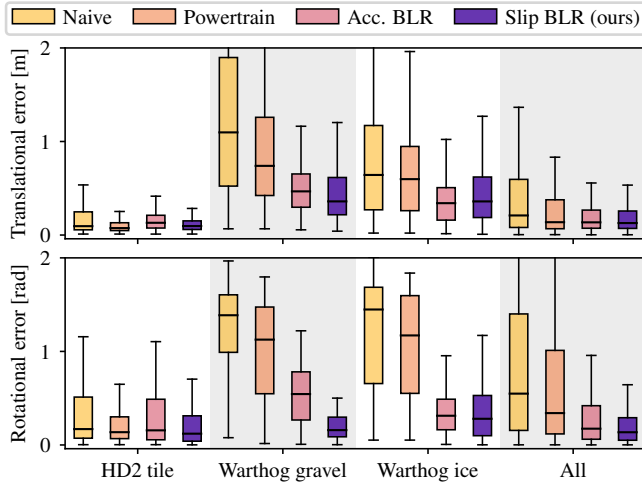 Naive Powertrain Acc. BLR Slip BLR (ours)
Translational error [m]
2
1
0
Rotational error [rad]
2
1
0
HD2 tile Warthog gravel Warthog ice All